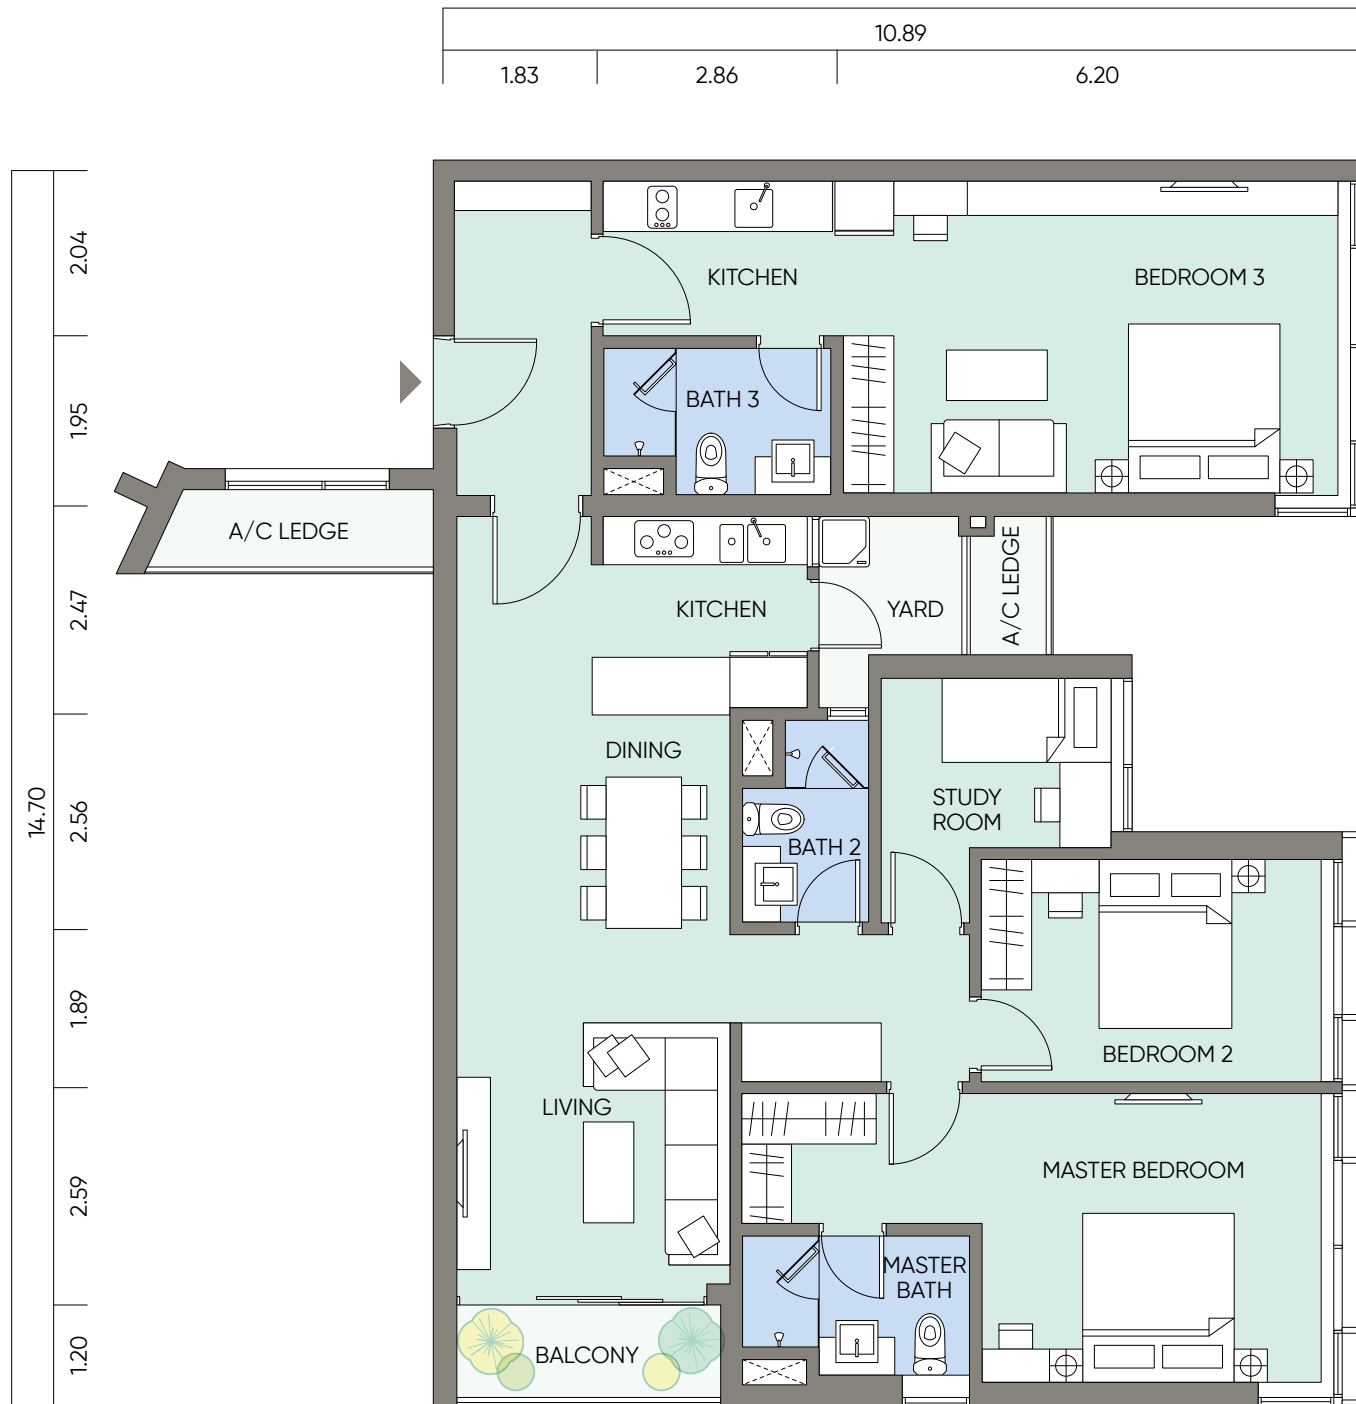 10.89
1.83
2.86
6.20
2.04
KITCHEN
BEDROOM 3
1.95
BATH 3
A/C LEDGE
A/C LEDGE
2.47
KITCHEN
YARD
DINING
14.70
2.56
STUDY
ROOM
BATH 2
1.89
BEDROOM 2
LIVING
2.59
MASTER BEDROOM
MASTER
BATH
1.20
BALCONY